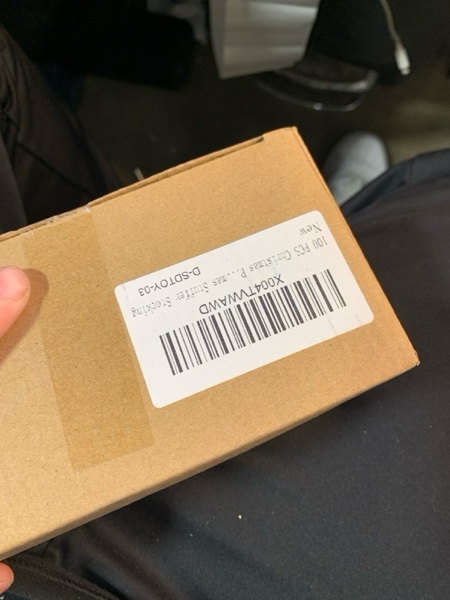 X004TVWAWD
100 PCS Christmas P...mas Stuffer Stocking
New
D-SDTOY-03